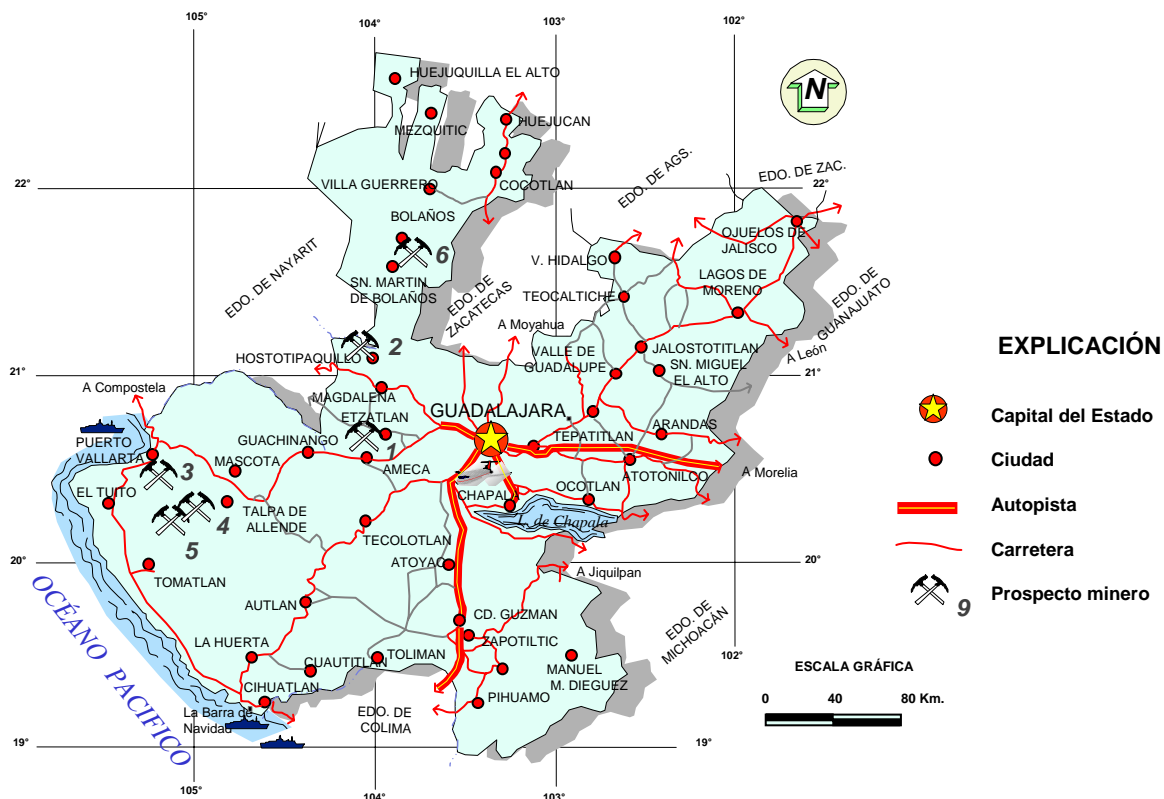 105°
104°
103°
102°
HUEJUQUILLA EL ALTO
N
MEZQUITIC
HUEJUCAN
EDO. DE AGS.
EDO. DE ZAC.
22°
VILLA GUERRERO
COCOTLAN
22°
BOLAÑOS
6
OJUELOS DE
JALISCO
EDO. DE NAYARIT
V. HIDALGO
SN. MARTIN
DE BOLAÑOS
EDO. DE
ZACATECAS
TEOCALTICHE
LAGOS DE
MORENO
EDO. DE
GUANAJUATO
A Moyahua
2
HOSTOTIPAQUILLO
VALLE DE
GUADALUPE
JALOSTOTITLAN
SN. MIGUEL
EL ALTO
A León
EXPLICACIÓN
21°
21°
A Compostela
MAGDALENA
ETZATLAN
GUADALAJARA.
Capital del Estado
PUERTO
VALLARTA
GUACHINANGO
1
TEPATITLAN
ARANDAS
MASCOTA
AMECA
ATOTONILCO
A Morelia
Ciudad
3
EL TUITO
CHAPALA
OCOTLAN
Autopista
4
TALPA DE
ALLENDE
L. de Chapala
5
TECOLOTLAN
Carretera
20°
ATOYAC
20°
TOMATLAN
A Jiquilpan
Prospecto minero
9
AUTLAN
CD. GUZMAN
EDO. DE
MICHOACÁN
OCÉANO PACIFICO
LA HUERTA
ZAPOTILTIC
CUAUTITLAN
TOLIMAN
102°
ESCALA GRÁFICA
MANUEL
M. DIEGUEZ
CIHUATLAN
PIHUAMO
0 40 80 Km.
La Barra de
Navidad
EDO. DE
COLIMA
19°
19°
105°
104°
103°